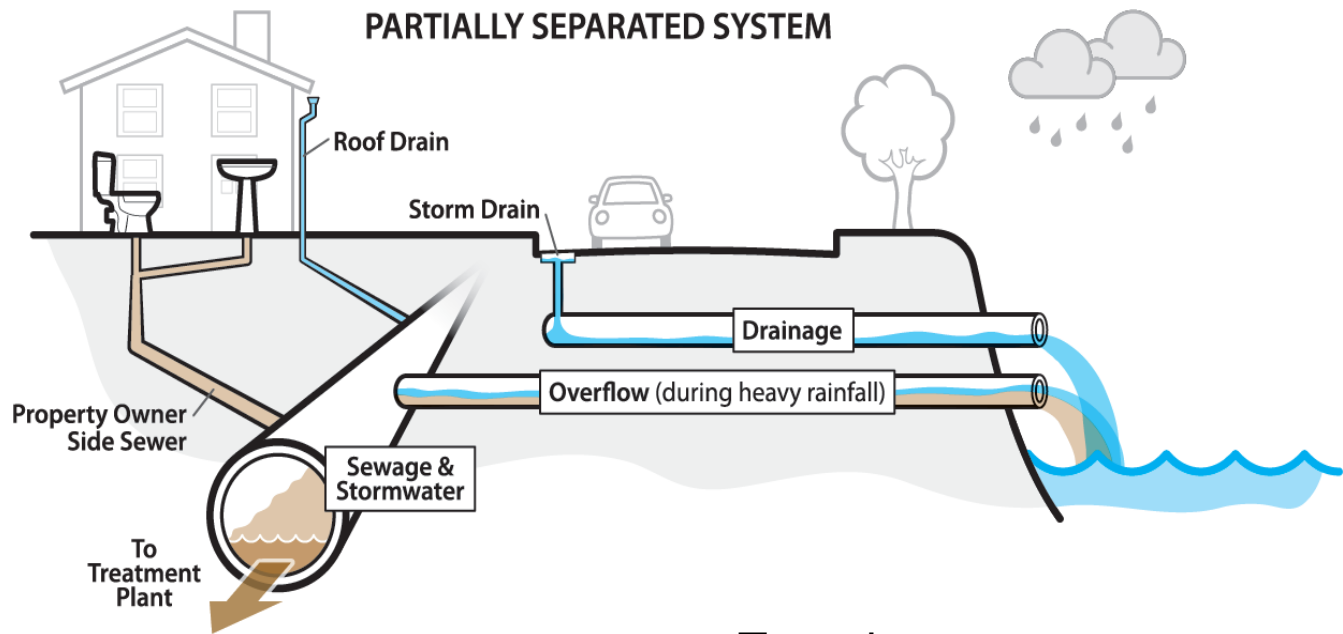 PARTIALLY SEPARATED SYSTEM
Roof Drain
Storm Drain
Drainage
Overflow (during heavy rainfall)
Property Owner
Side Sewer
Sewage &
Stormwater
To
Treatment
Plant